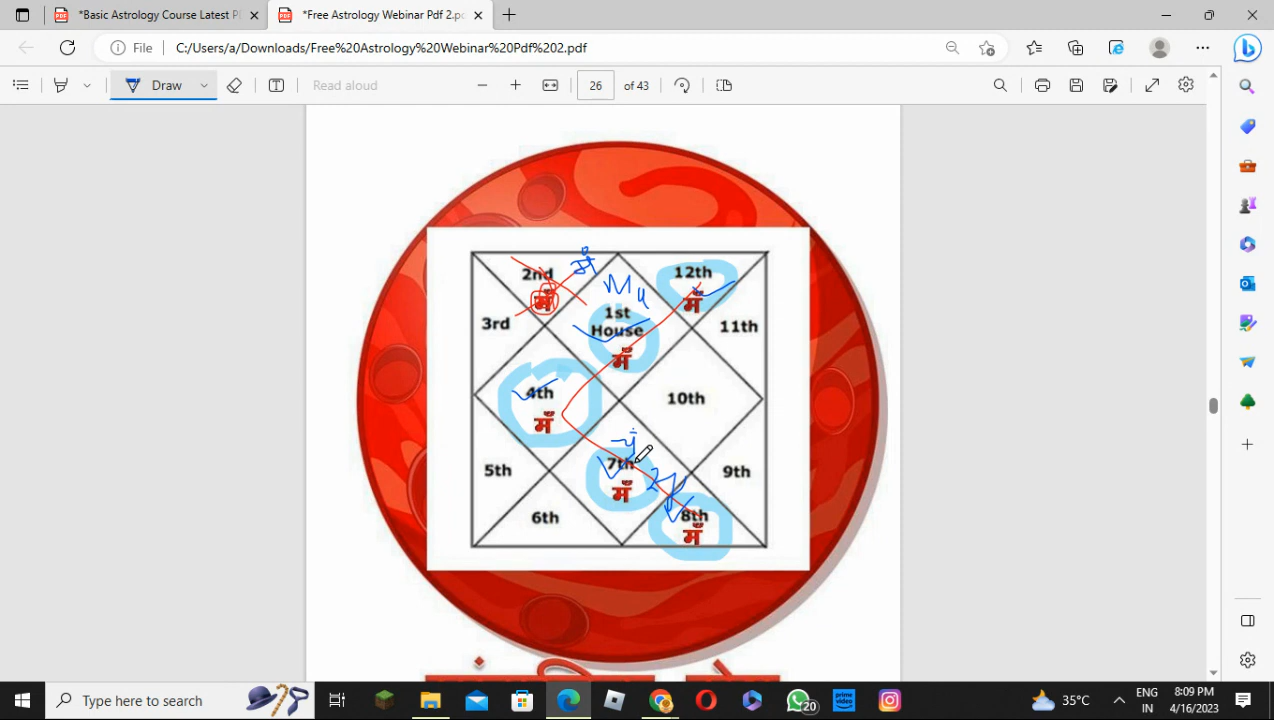 *Basic Astrology Course Latest P
*Free Astrology Webinar Pdf 2.pc
File
C:/Users/a/Downloads/Free%20Astrology%20Webinar%20Pdf%202.pdf
Draw
Read aloud
26
of 43
2nd
मँ
12th
मँ
1st
House
मँ
3rd
11th
4th
मँ
10th
7th
मँ
5th
9th
6th
8th
मँ
Type here to search
20
prime video
35°C
ENG
IN
8:09 PM
4/16/2023